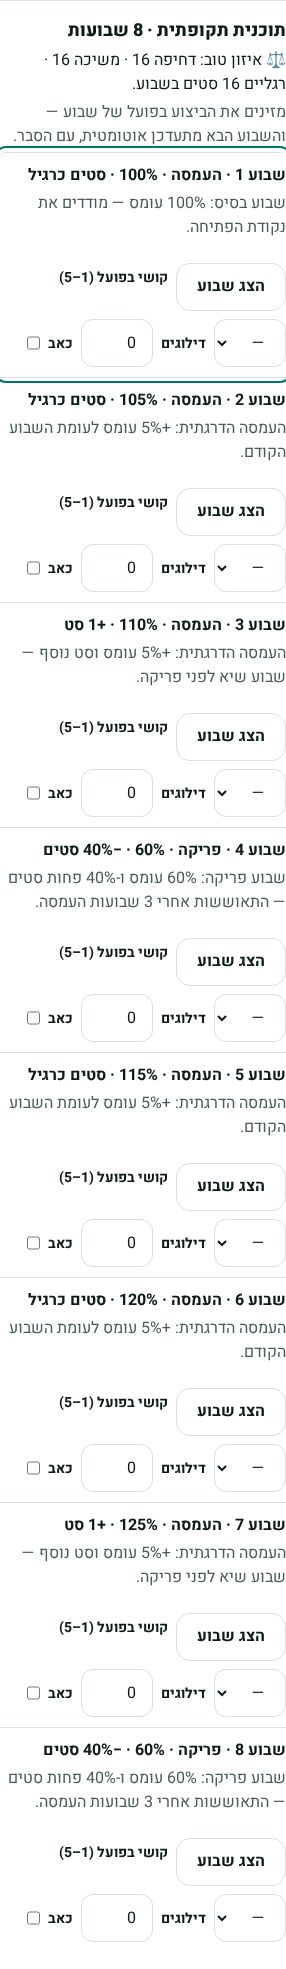 תוכנית תקופתית · 8 שבועות
⚖️ איזון טוב: דחיפה 16 · משיכה 16 ·
רגליים 16 סטים בשבוע.
מזינים את הביצוע בפועל של שבוע —
והשבוע הבא מתעדכן אוטומטית, עם הסבר.
שבוע 1 · העמסה · 100% · סטים כרגיל
שבוע בסיס: 100% עומס — מודדים את
נקודת הפתיחה.
הצג שבוע קושי בפועל (1–5)
— דילוגים 0 כאב
שבוע 2 · העמסה · 105% · סטים כרגיל
העמסה הדרגתית: +5% עומס לעומת השבוע
הקודם.
הצג שבוע קושי בפועל (1–5)
— דילוגים 0 כאב
שבוע 3 · העמסה · 110% · +1 סט
העמסה הדרגתית: +5% עומס וסט נוסף —
שבוע שיא לפני פריקה.
הצג שבוע קושי בפועל (1–5)
— דילוגים 0 כאב
שבוע 4 · פריקה · 60% · −40% סטים
שבוע פריקה: 60% עומס ו-40% פחות סטים
— התאוששות אחרי 3 שבועות העמסה.
הצג שבוע קושי בפועל (1–5)
— דילוגים 0 כאב
שבוע 5 · העמסה · 115% · סטים כרגיל
העמסה הדרגתית: +5% עומס לעומת השבוע
הקודם.
הצג שבוע קושי בפועל (1–5)
— דילוגים 0 כאב
שבוע 6 · העמסה · 120% · סטים כרגיל
העמסה הדרגתית: +5% עומס לעומת השבוע
הקודם.
הצג שבוע קושי בפועל (1–5)
— דילוגים 0 כאב
שבוע 7 · העמסה · 125% · +1 סט
העמסה הדרגתית: +5% עומס וסט נוסף —
שבוע שיא לפני פריקה.
הצג שבוע קושי בפועל (1–5)
— דילוגים 0 כאב
שבוע 8 · פריקה · 60% · −40% סטים
שבוע פריקה: 60% עומס ו-40% פחות סטים
— התאוששות אחרי 3 שבועות העמסה.
הצג שבוע קושי בפועל (1–5)
— דילוגים 0 כאב